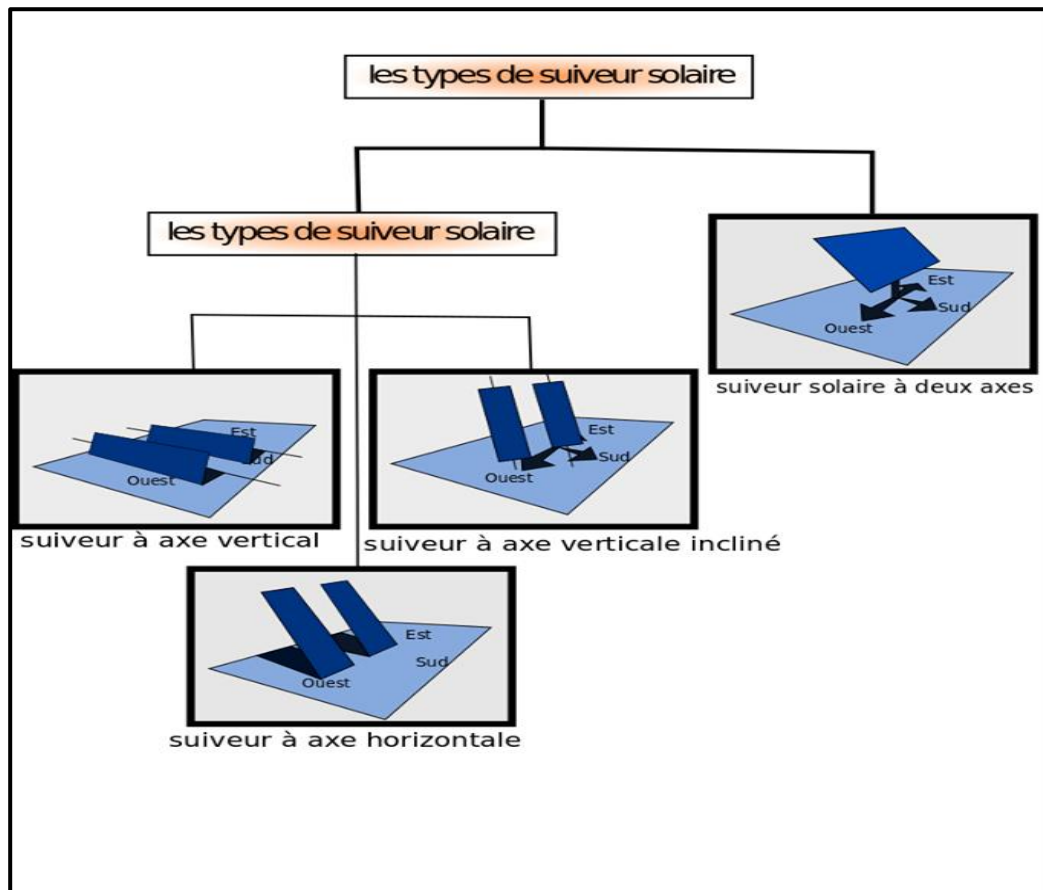 les types de suiveur solaire
les types de suiveur solaire
Est
Sud
Ouest
suiveur solaire à deux axes
Est
Sud
Ouest
suiveur à axe vertical
Est
Sud
Ouest
suiveur à axe verticale incliné
Est
Sud
Ouest
suiveur à axe horizontale